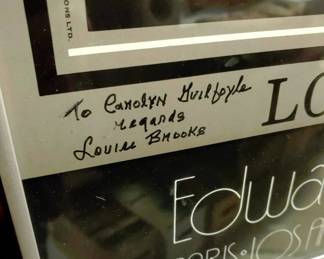 ONS LTD.
To Carolyn Guilfoyle
regards
Louise Brooks
LO
Edwa
PARIS • LOS A